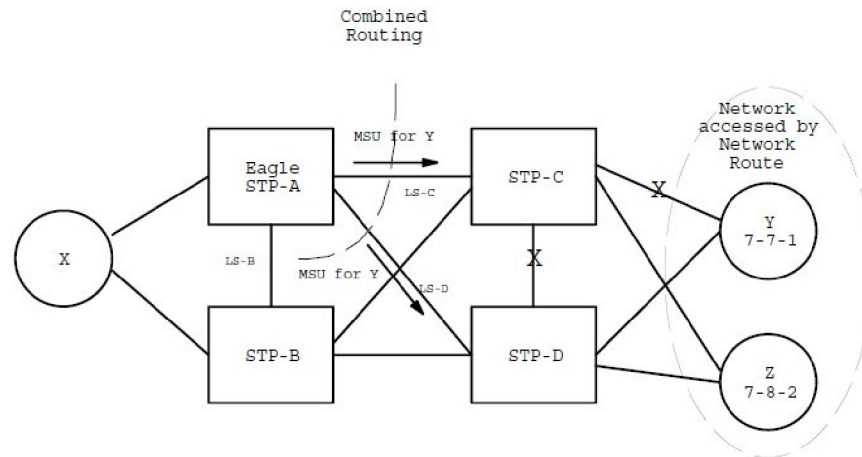 Combined
Routing
Network
accessed by
Network
Route
MSU for Y
Eagle
STP-A
LS-C
STP-C
X
Y
7-7-1
X
LS-B
MSU for Y
X
LS-D
STP-B
STP-D
Z
7-8-2